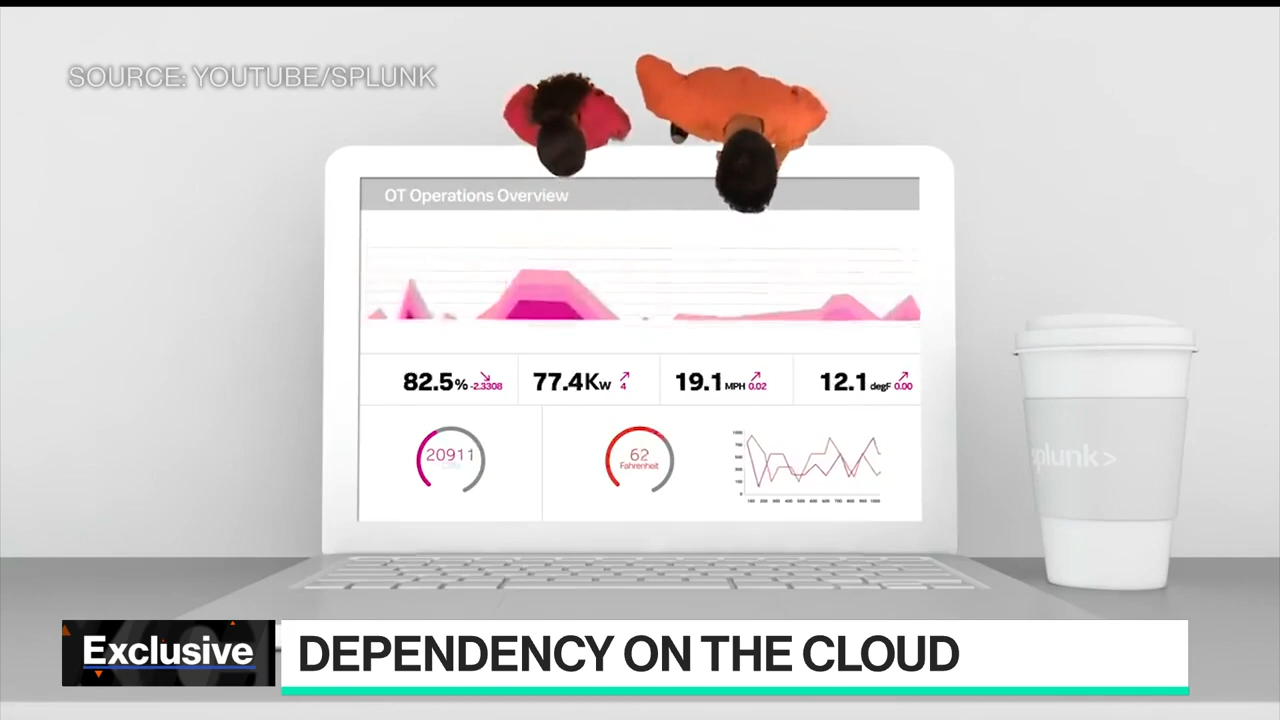 SOURCE: YOUTUBE/SPLUNK
OT Operations Overview
82.5% -2.3308
77.4Kw 4
19.1 MPH 0.02
12.1 degF 0.00
20911
62
Fahrenheit
splunk>
Exclusive
DEPENDENCY ON THE CLOUD